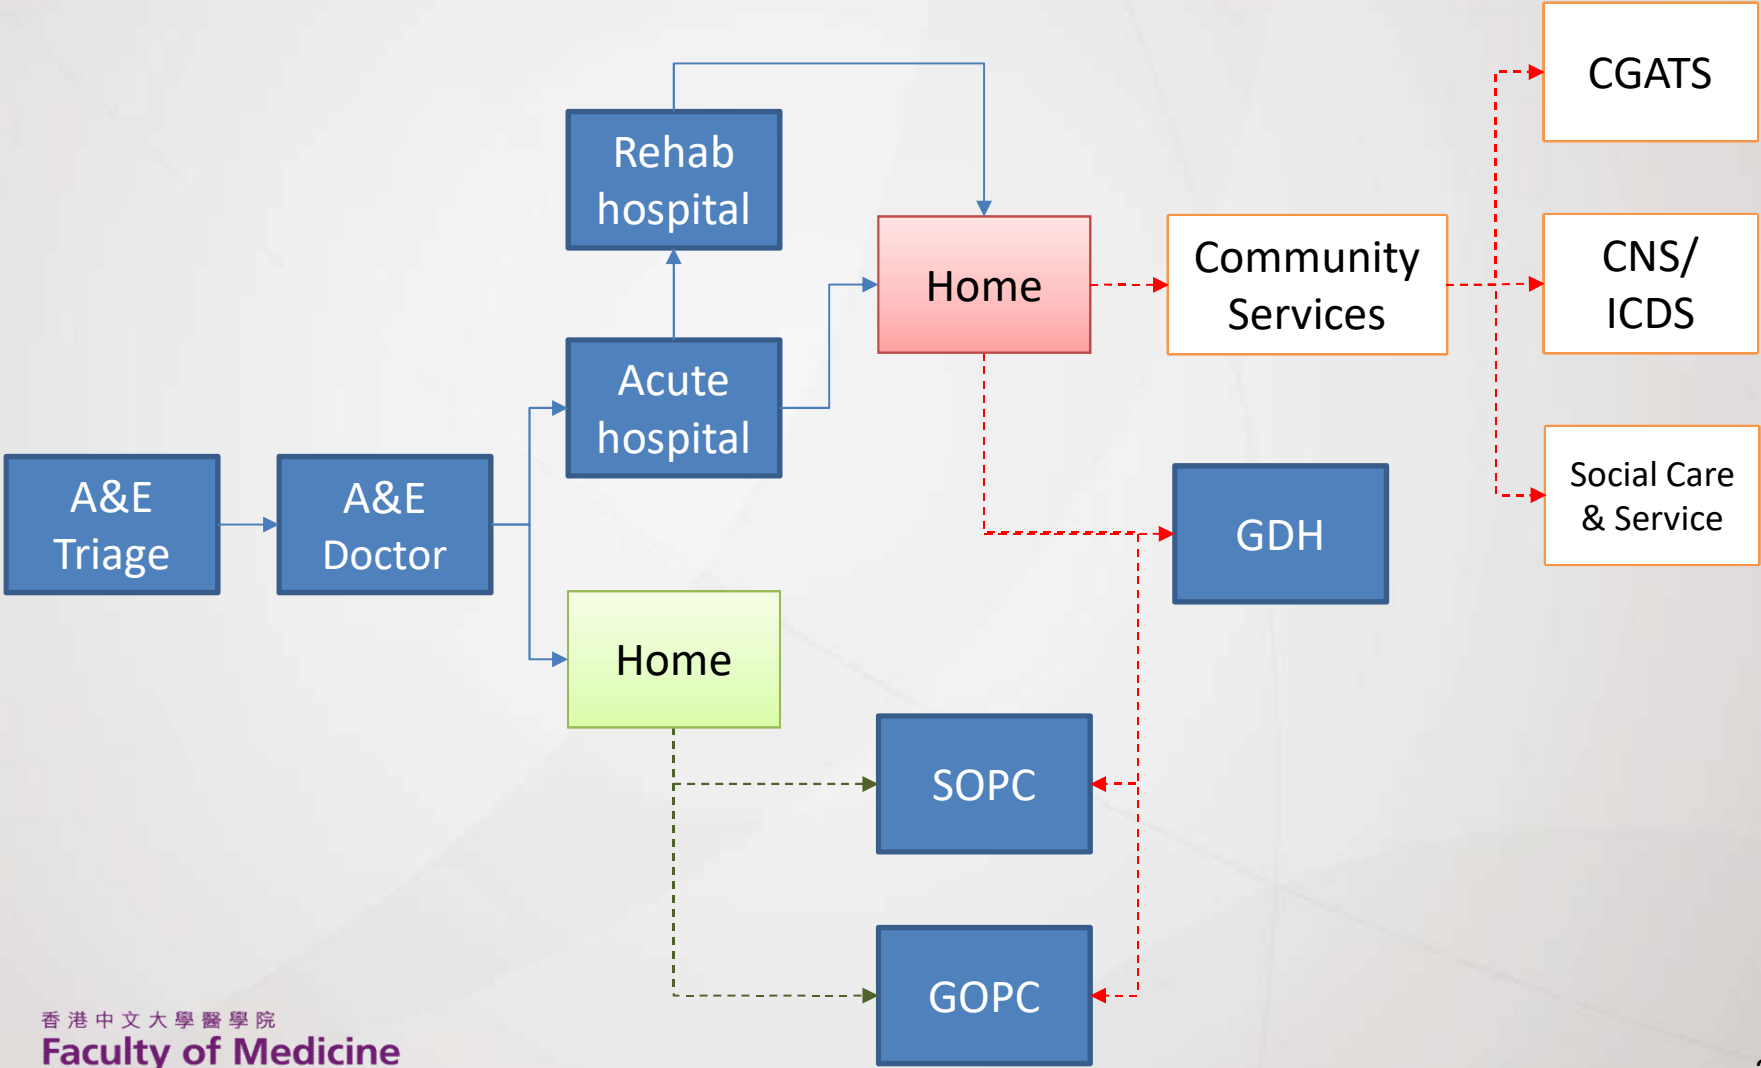 CGATS
Rehab
hospital
Home
Community
Services
CNS/
ICDS
Acute
hospital
A&E
Triage
A&E
Doctor
Social Care
& Service
GDH
Home
SOPC
GOPC
香港中文大學醫學院
Faculty of Medicine